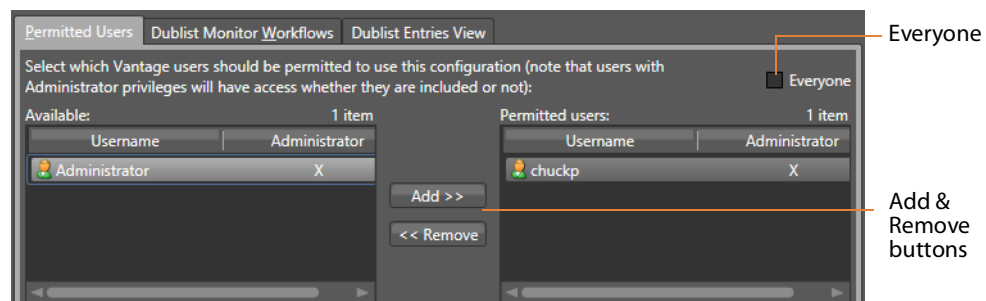 Permitted Users Dublist Monitor Workflows Dublist Entries View
Everyone
Select which Vantage users should be permitted to use this configuration (note that users with
Administrator privileges will have access whether they are included or not):
Everyone
Available: 1 item
Permitted users: 1 item
Username Administrator
Username Administrator
Administrator X
chuckp X
Add >>
<< Remove
Add &
Remove
buttons